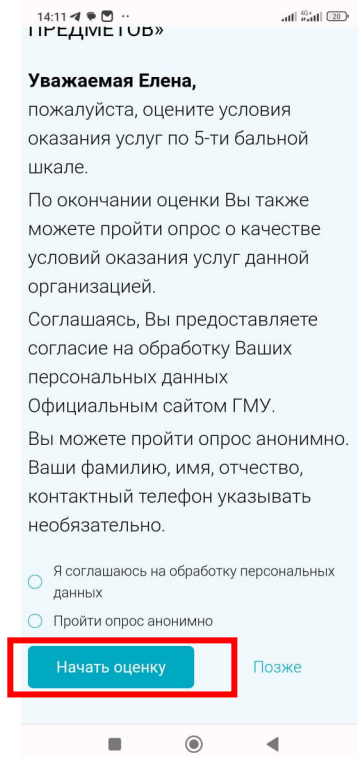 14:11
4G+
20
ПРЕДМЕТОВ»
Уважаемая Елена,
пожалуйста, оцените условия
оказания услуг по 5-ти бальной
шкале.
По окончании оценки Вы также
можете пройти опрос о качестве
условий оказания услуг данной
организацией.
Соглашаясь, Вы предоставляете
согласие на обработку Ваших
персональных данных
Официальным сайтом ГМУ.
Вы можете пройти опрос анонимно.
Ваши фамилию, имя, отчество,
контактный телефон указывать
необязательно.
Я соглашаюсь на обработку персональных
данных
Пройти опрос анонимно
Начать оценку
Позже